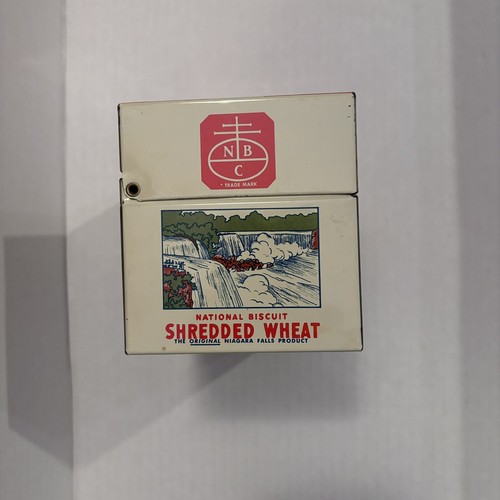 N B
C
• TRADE MARK
NATIONAL BISCUIT
SHREDDED WHEAT
THE ORIGINAL NIAGARA FALLS PRODUCT